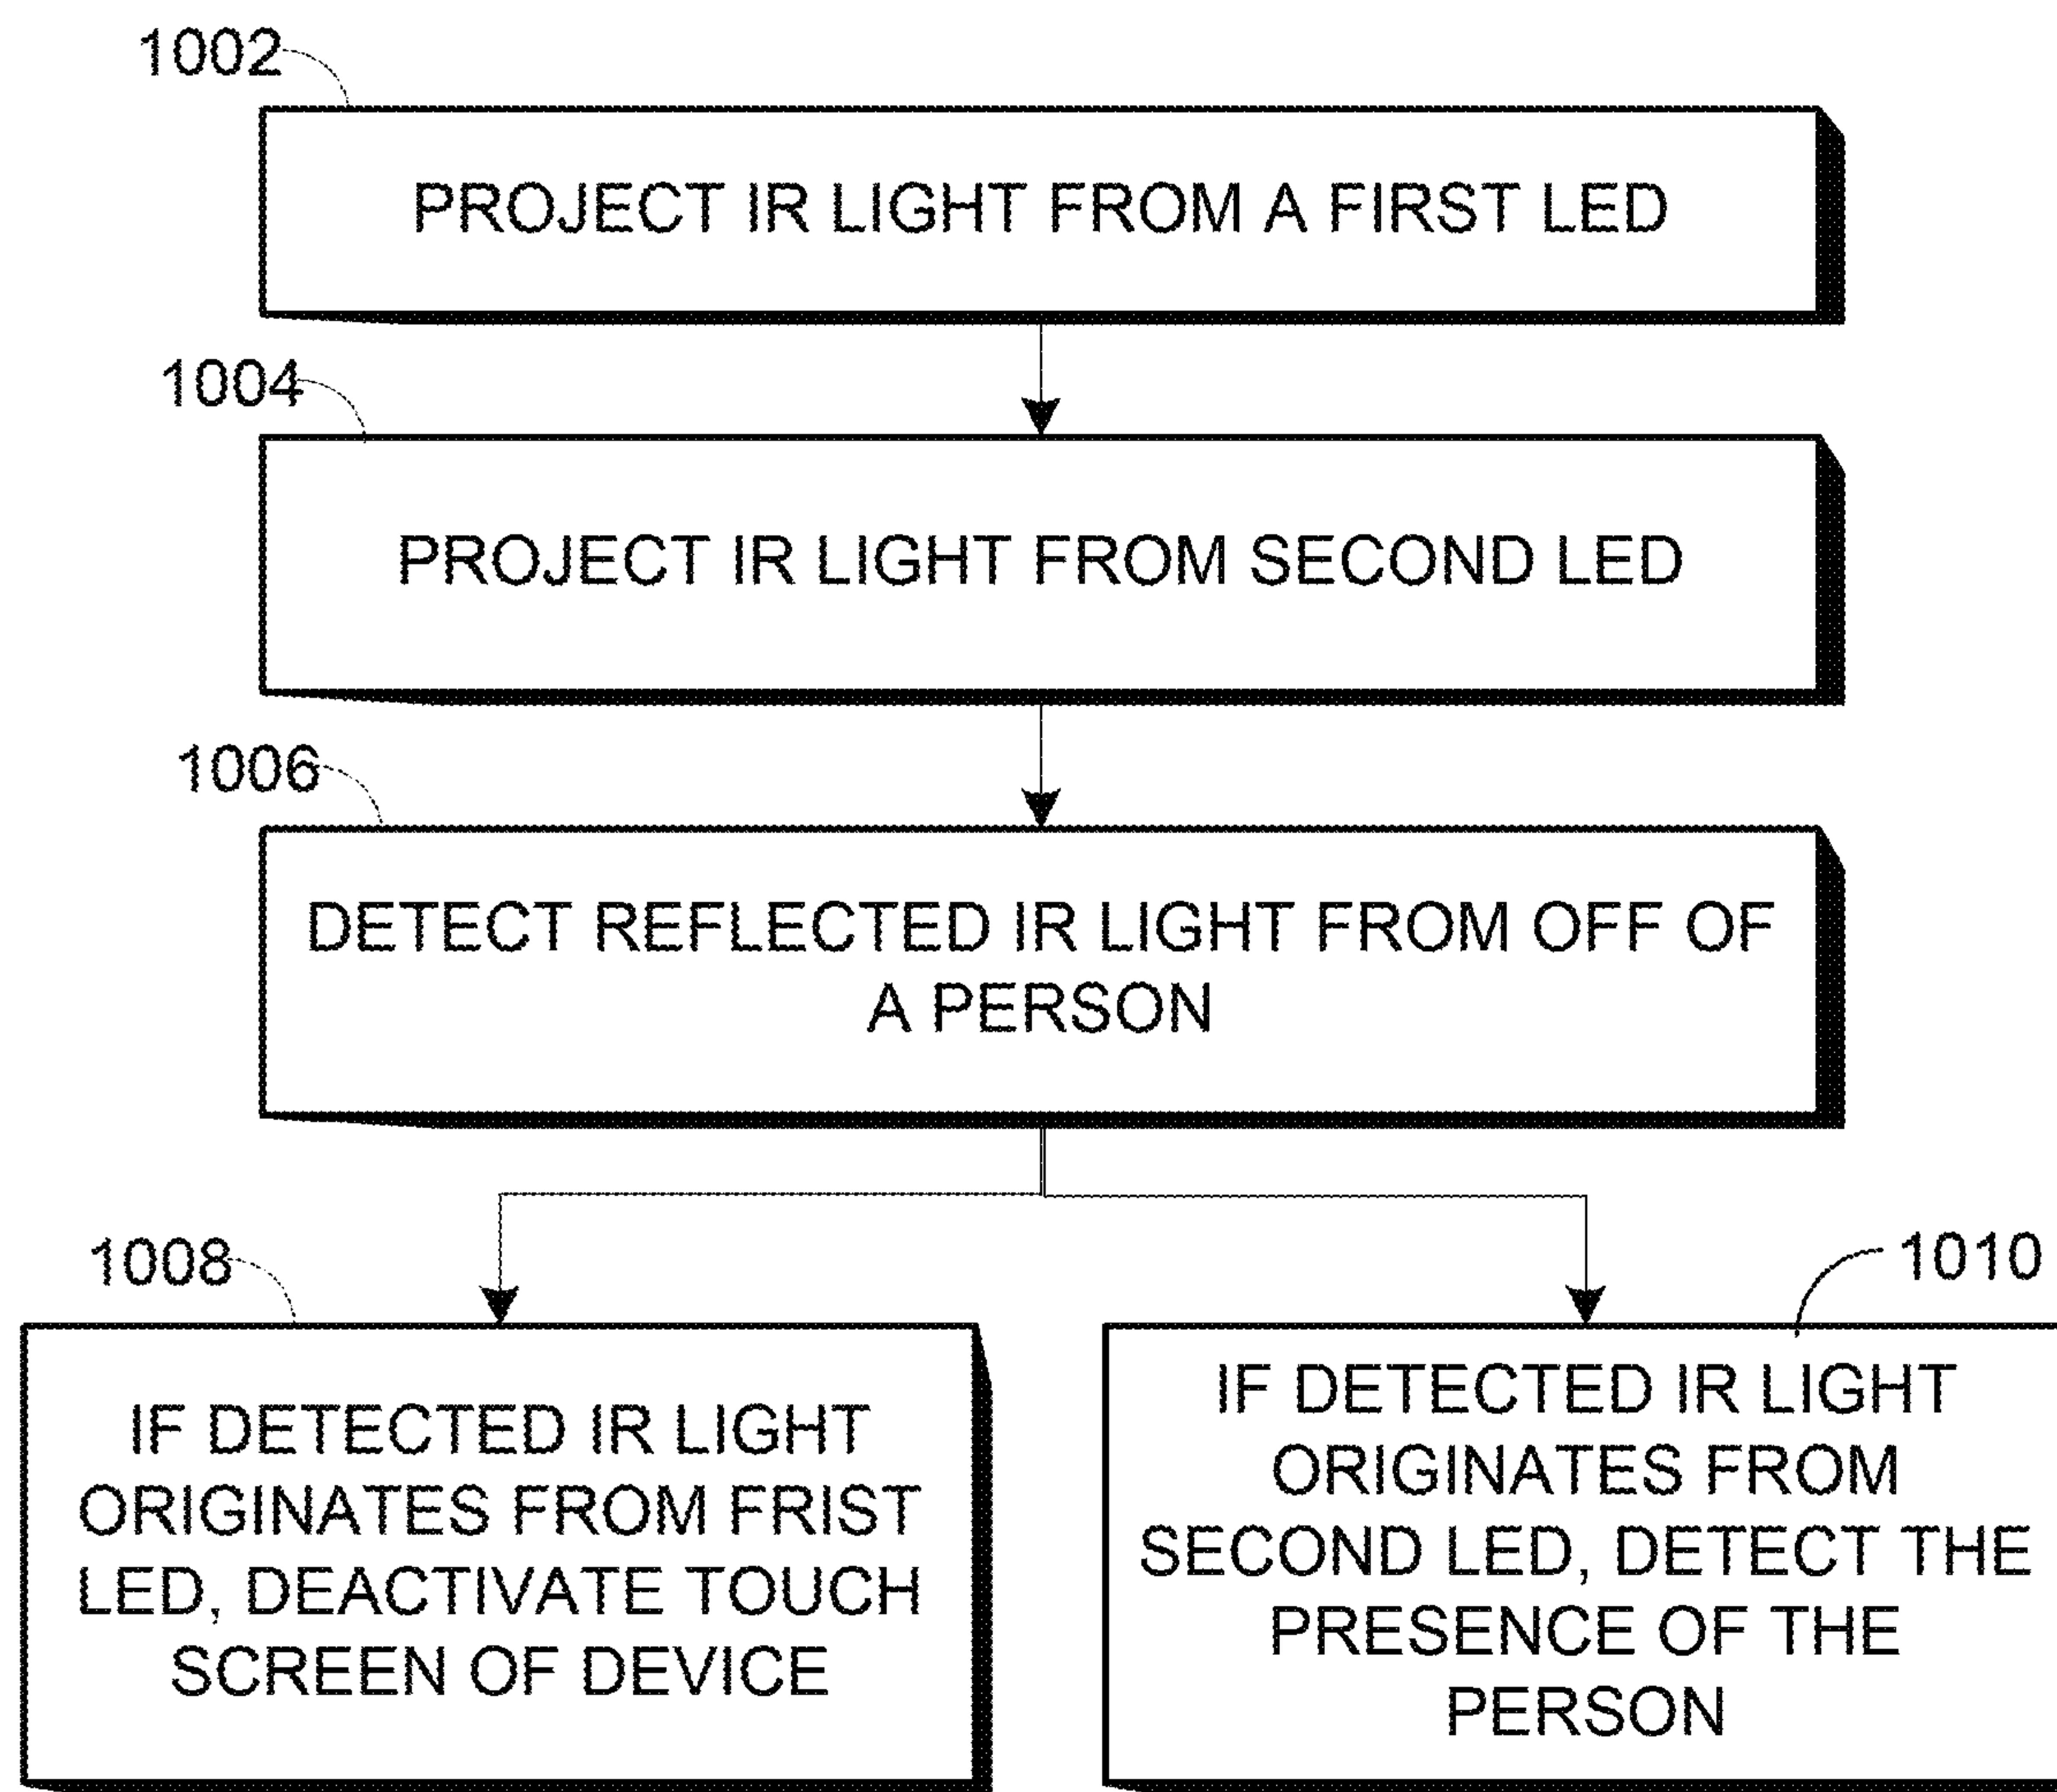 1002
PROJECT IR LIGHT FROM A FIRST LED
1004
PROJECT IR LIGHT FROM SECOND LED
1006
DETECT REFLECTED IR LIGHT FROM OFF OF
A PERSON
1008
IF DETECTED IR LIGHT
ORIGINATES FROM FRIST
LED, DEACTIVATE TOUCH
SCREEN OF DEVICE
1010
IF DETECTED IR LIGHT
ORIGINATES FROM
SECOND LED, DETECT THE
PRESENCE OF THE
PERSON